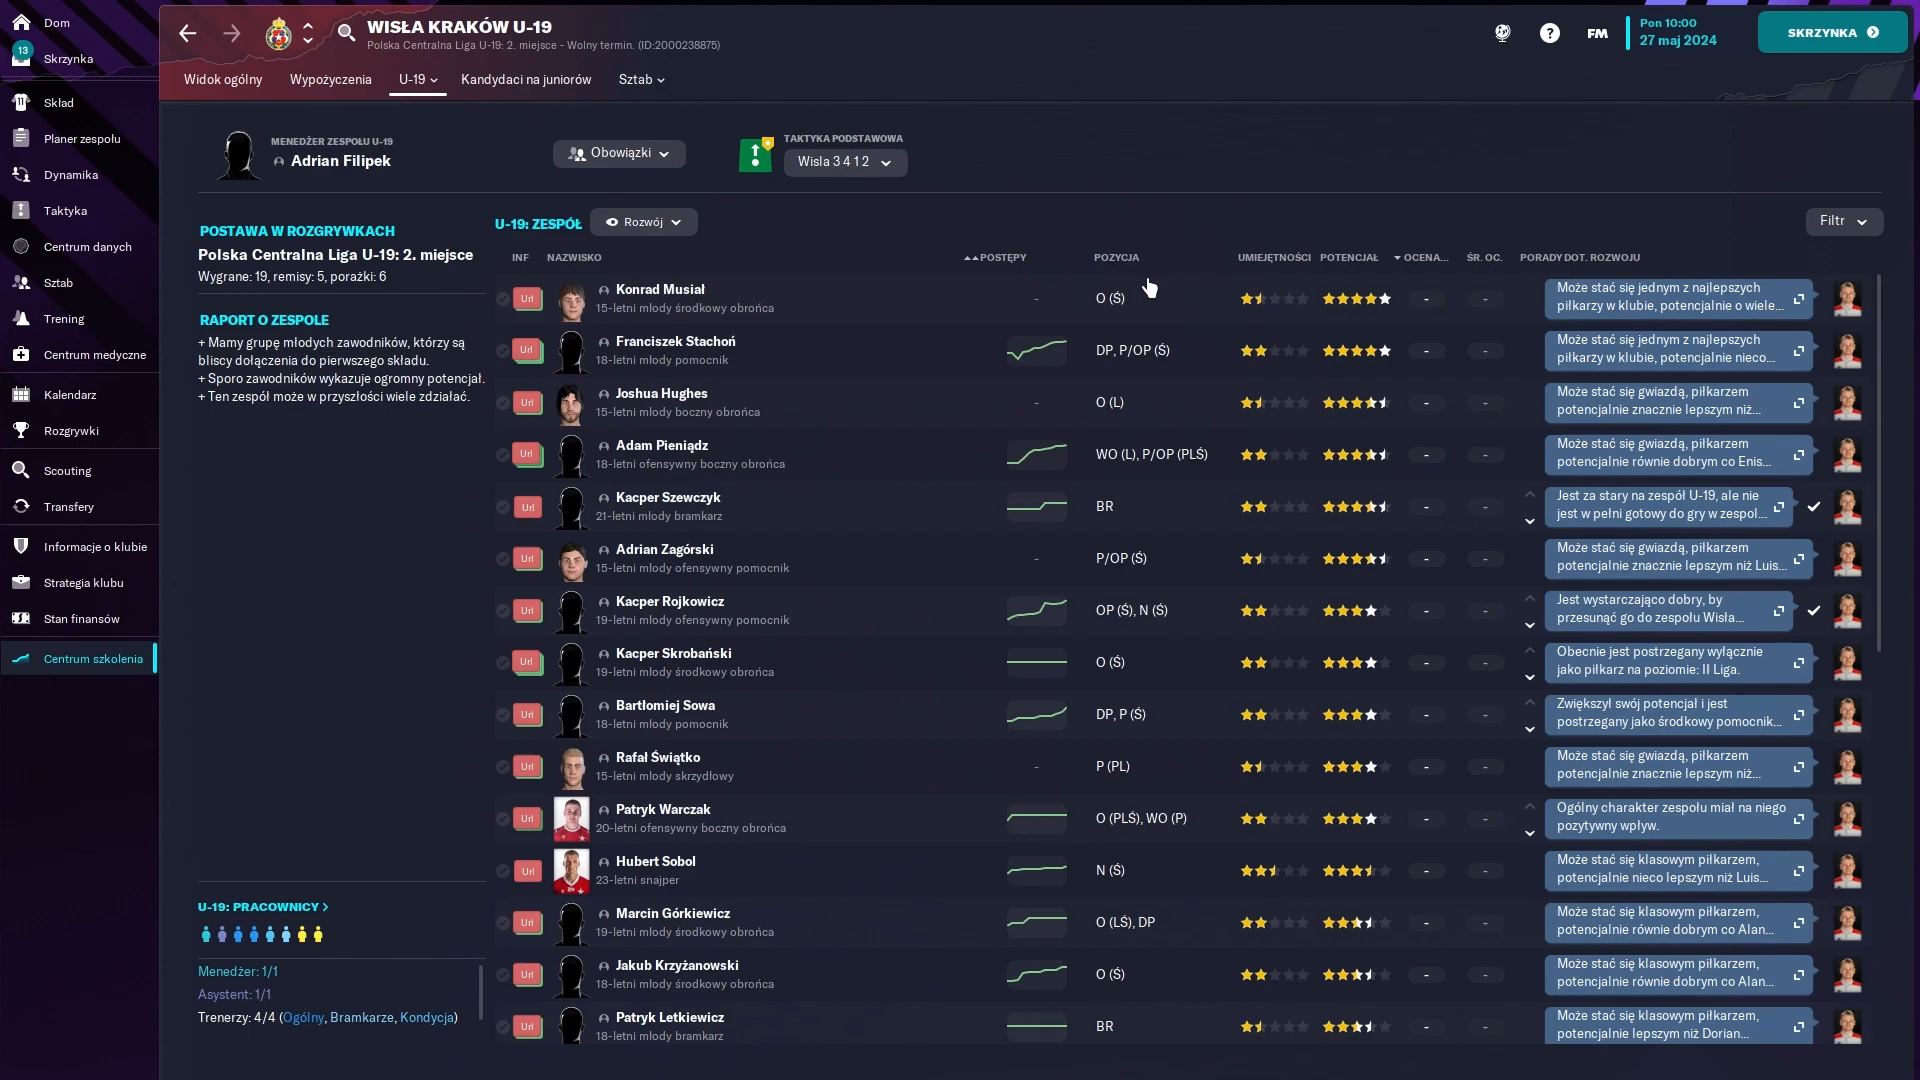 Dom
13
Skrzynka
Skład
Planer zespołu
Dynamika
Taktyka
Centrum danych
Sztab
Trening
Centrum medyczne
Kalendarz
Rozgrywki
Scouting
Transfery
Informacje o klubie
Strategia klubu
Stan finansów
Centrum szkolenia
WISŁA KRAKÓW U-19
Polska Centralna Liga U-19: 2. miejsce - Wolny termin. (ID:2000238875)
FM
Pon 10:00
27 maj 2024
SKRZYNKA
Widok ogólny Wypożyczenia U-19 Kandydaci na juniorów Sztab
MENEDŻER ZESPOŁU U-19
Adrian Filipek
Obowiązki
TAKTYKA PODSTAWOWA
Wisla 3 4 1 2
POSTAWA W ROZGRYWKACH
Polska Centralna Liga U-19: 2. miejsce
Wygrane: 19, remisy: 5, porażki: 6
RAPORT O ZESPOLE
+ Mamy grupę młodych zawodników, którzy są
bliscy dołączenia do pierwszego składu.
+ Sporo zawodników wykazuje ogromny potencjał.
+ Ten zespół może w przyszłości wiele zdziałać.
U-19: PRACOWNICY >
Menedżer: 1/1
Asystent: 1/1
Trenerzy: 4/4 (Ogólny, Bramkarze, Kondycja)
U-19: ZESPÓŁ Rozwój Filtr
INF NAZWISKO POSTĘPY POZYCJA UMIEJĘTNOŚCI POTENCJAŁ OCENA... ŚR. OC. PORADY DOT. ROZWOJU
Url Konrad Musiał - O (Ś) - - Może stać się jednym z najlepszych
15-letni młody środkowy obrońca piłkarzy w klubie, potencjalnie o wiele...
Url Franciszek Stachoń DP, P/OP (Ś) - - Może stać się jednym z najlepszych
18-letni młody pomocnik piłkarzy w klubie, potencjalnie nieco...
Url Joshua Hughes - O (L) - - Może stać się gwiazdą, piłkarzem
15-letni młody boczny obrońca potencjalnie znacznie lepszym niż...
Url Adam Pieniądz WO (L), P/OP (PLŚ) - - Może stać się gwiazdą, piłkarzem
18-letni ofensywny boczny obrońca potencjalnie równie dobrym co Enis...
Url Kacper Szewczyk BR - - Jest za stary na zespół U-19, ale nie
21-letni młody bramkarz jest w pełni gotowy do gry w zespol...
Url Adrian Zagórski - P/OP (Ś) - - Może stać się gwiazdą, piłkarzem
15-letni młody ofensywny pomocnik potencjalnie znacznie lepszym niż Luis...
Url Kacper Rojkowicz OP (Ś), N (Ś) - - Jest wystarczająco dobry, by
19-letni młody ofensywny pomocnik przesunąć go do zespołu Wisla...
Url Kacper Skrobański O (Ś) - - Obecnie jest postrzegany wyłącznie
19-letni młody środkowy obrońca jako piłkarz na poziomie: II Liga.
Url Bartłomiej Sowa DP, P (Ś) - - Zwiększył swój potencjał i jest
18-letni młody pomocnik postrzegany jako środkowy pomocnik...
Url Rafał Świątko - P (PL) - - Może stać się gwiazdą, piłkarzem
15-letni młody skrzydłowy potencjalnie znacznie lepszym niż...
Url Patryk Warczak O (PLŚ), WO (P) - - Ogólny charakter zespołu miał na niego
20-letni ofensywny boczny obrońca pozytywny wpływ.
Url Hubert Sobol N (Ś) - - Może stać się klasowym piłkarzem,
23-letni snajper potencjalnie nieco lepszym niż Luis...
Url Marcin Górkiewicz O (LŚ), DP - - Może stać się klasowym piłkarzem,
19-letni młody środkowy obrońca potencjalnie równie dobrym co Alan...
Url Jakub Krzyżanowski O (Ś) - - Może stać się klasowym piłkarzem,
18-letni młody środkowy obrońca potencjalnie równie dobrym co Alan...
Url Patryk Letkiewicz BR - - Może stać się klasowym piłkarzem,
18-letni młody bramkarz potencjalnie lepszym niż Dorian...